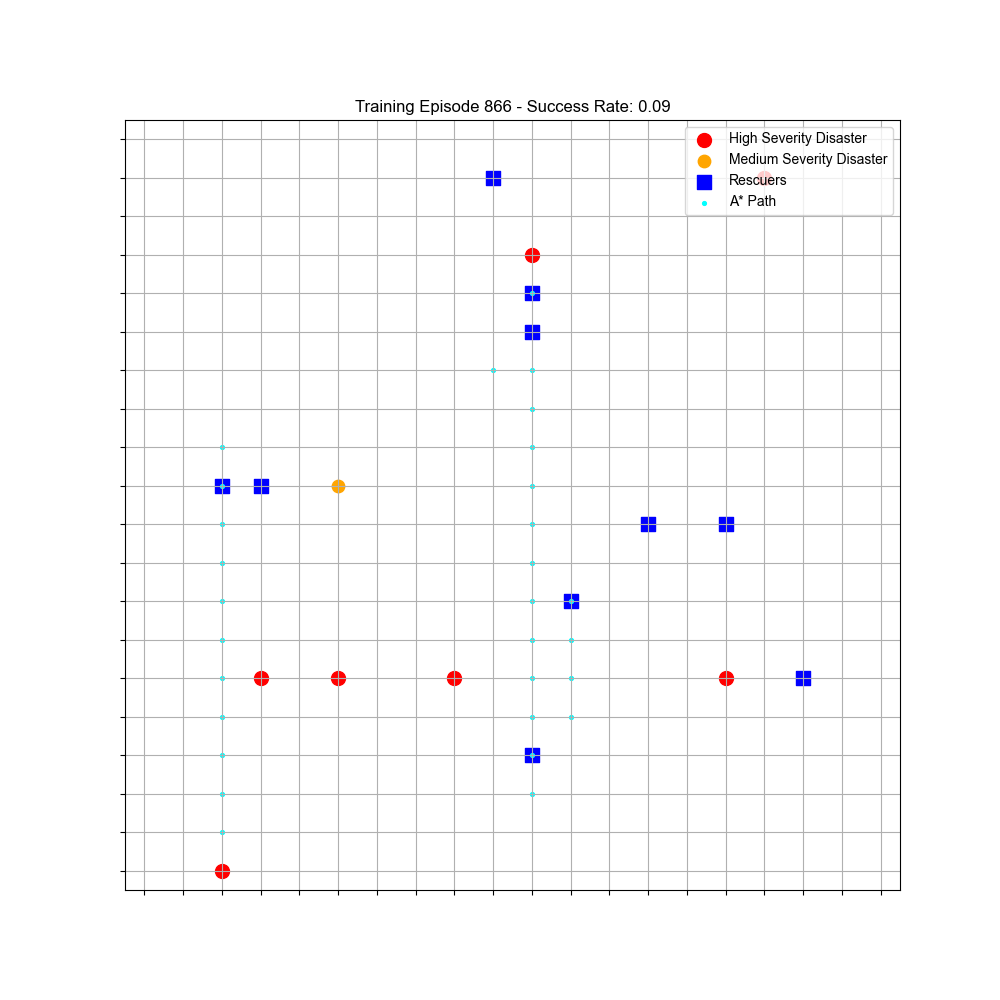 Training Episode 866 - Success Rate: 0.09
High Severity Disaster
Medium Severity Disaster
Rescuers
A* Path